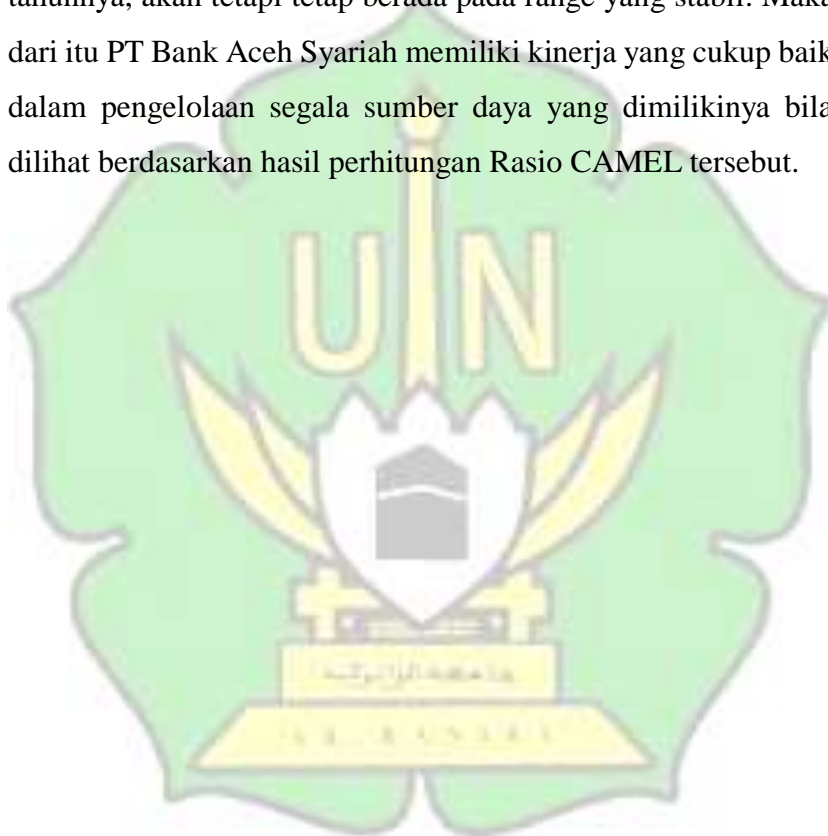 tahunnya, akan tetapi tetap berada pada range yang stabil. Maka
dari itu PT Bank Aceh Syariah memiliki kinerja yang cukup baik
dalam pengelolaan segala sumber daya yang dimilikinya bila
dilihat berdasarkan hasil perhitungan Rasio CAMEL tersebut.
UIN